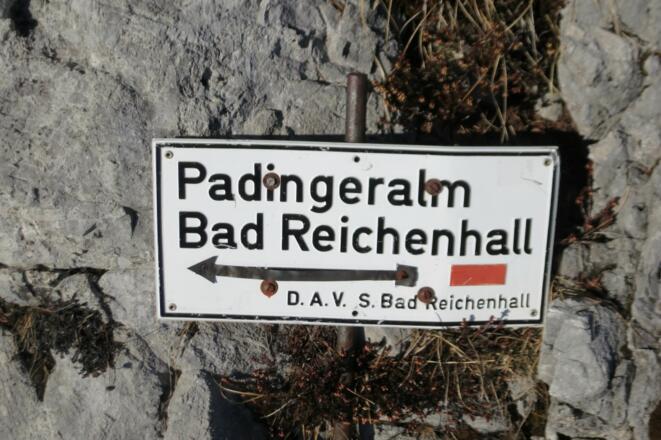 Padingeralm
Bad Reichenhall
D.A.V. S. Bad Reichenhall